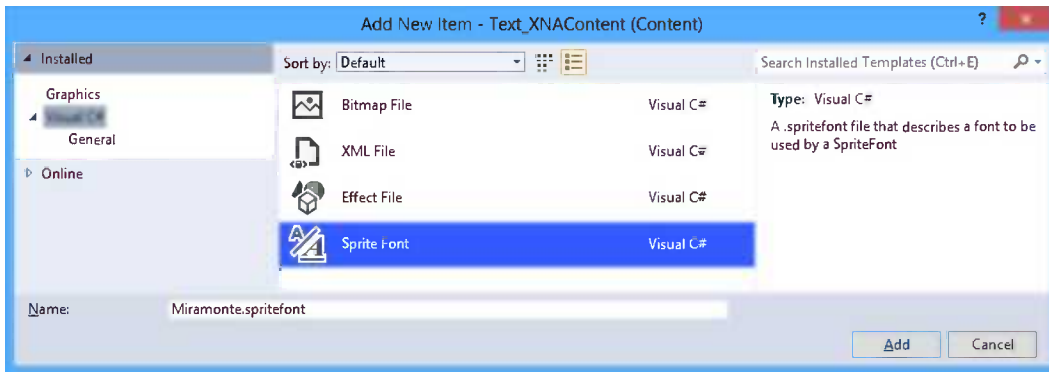 Add New Item - Text_XNAContent (Content)
?
Installed
Graphics
Visual C#
General
Online
Sort by: Default
Bitmap File Visual C#
XML File Visual C#
Effect File Visual C#
Sprite Font Visual C#
Search Installed Templates (Ctrl+E)
Type: Visual C#
A .spritefont file that describes a font to be
used by a SpriteFont
Name: Miramonte.spritefont
Add Cancel